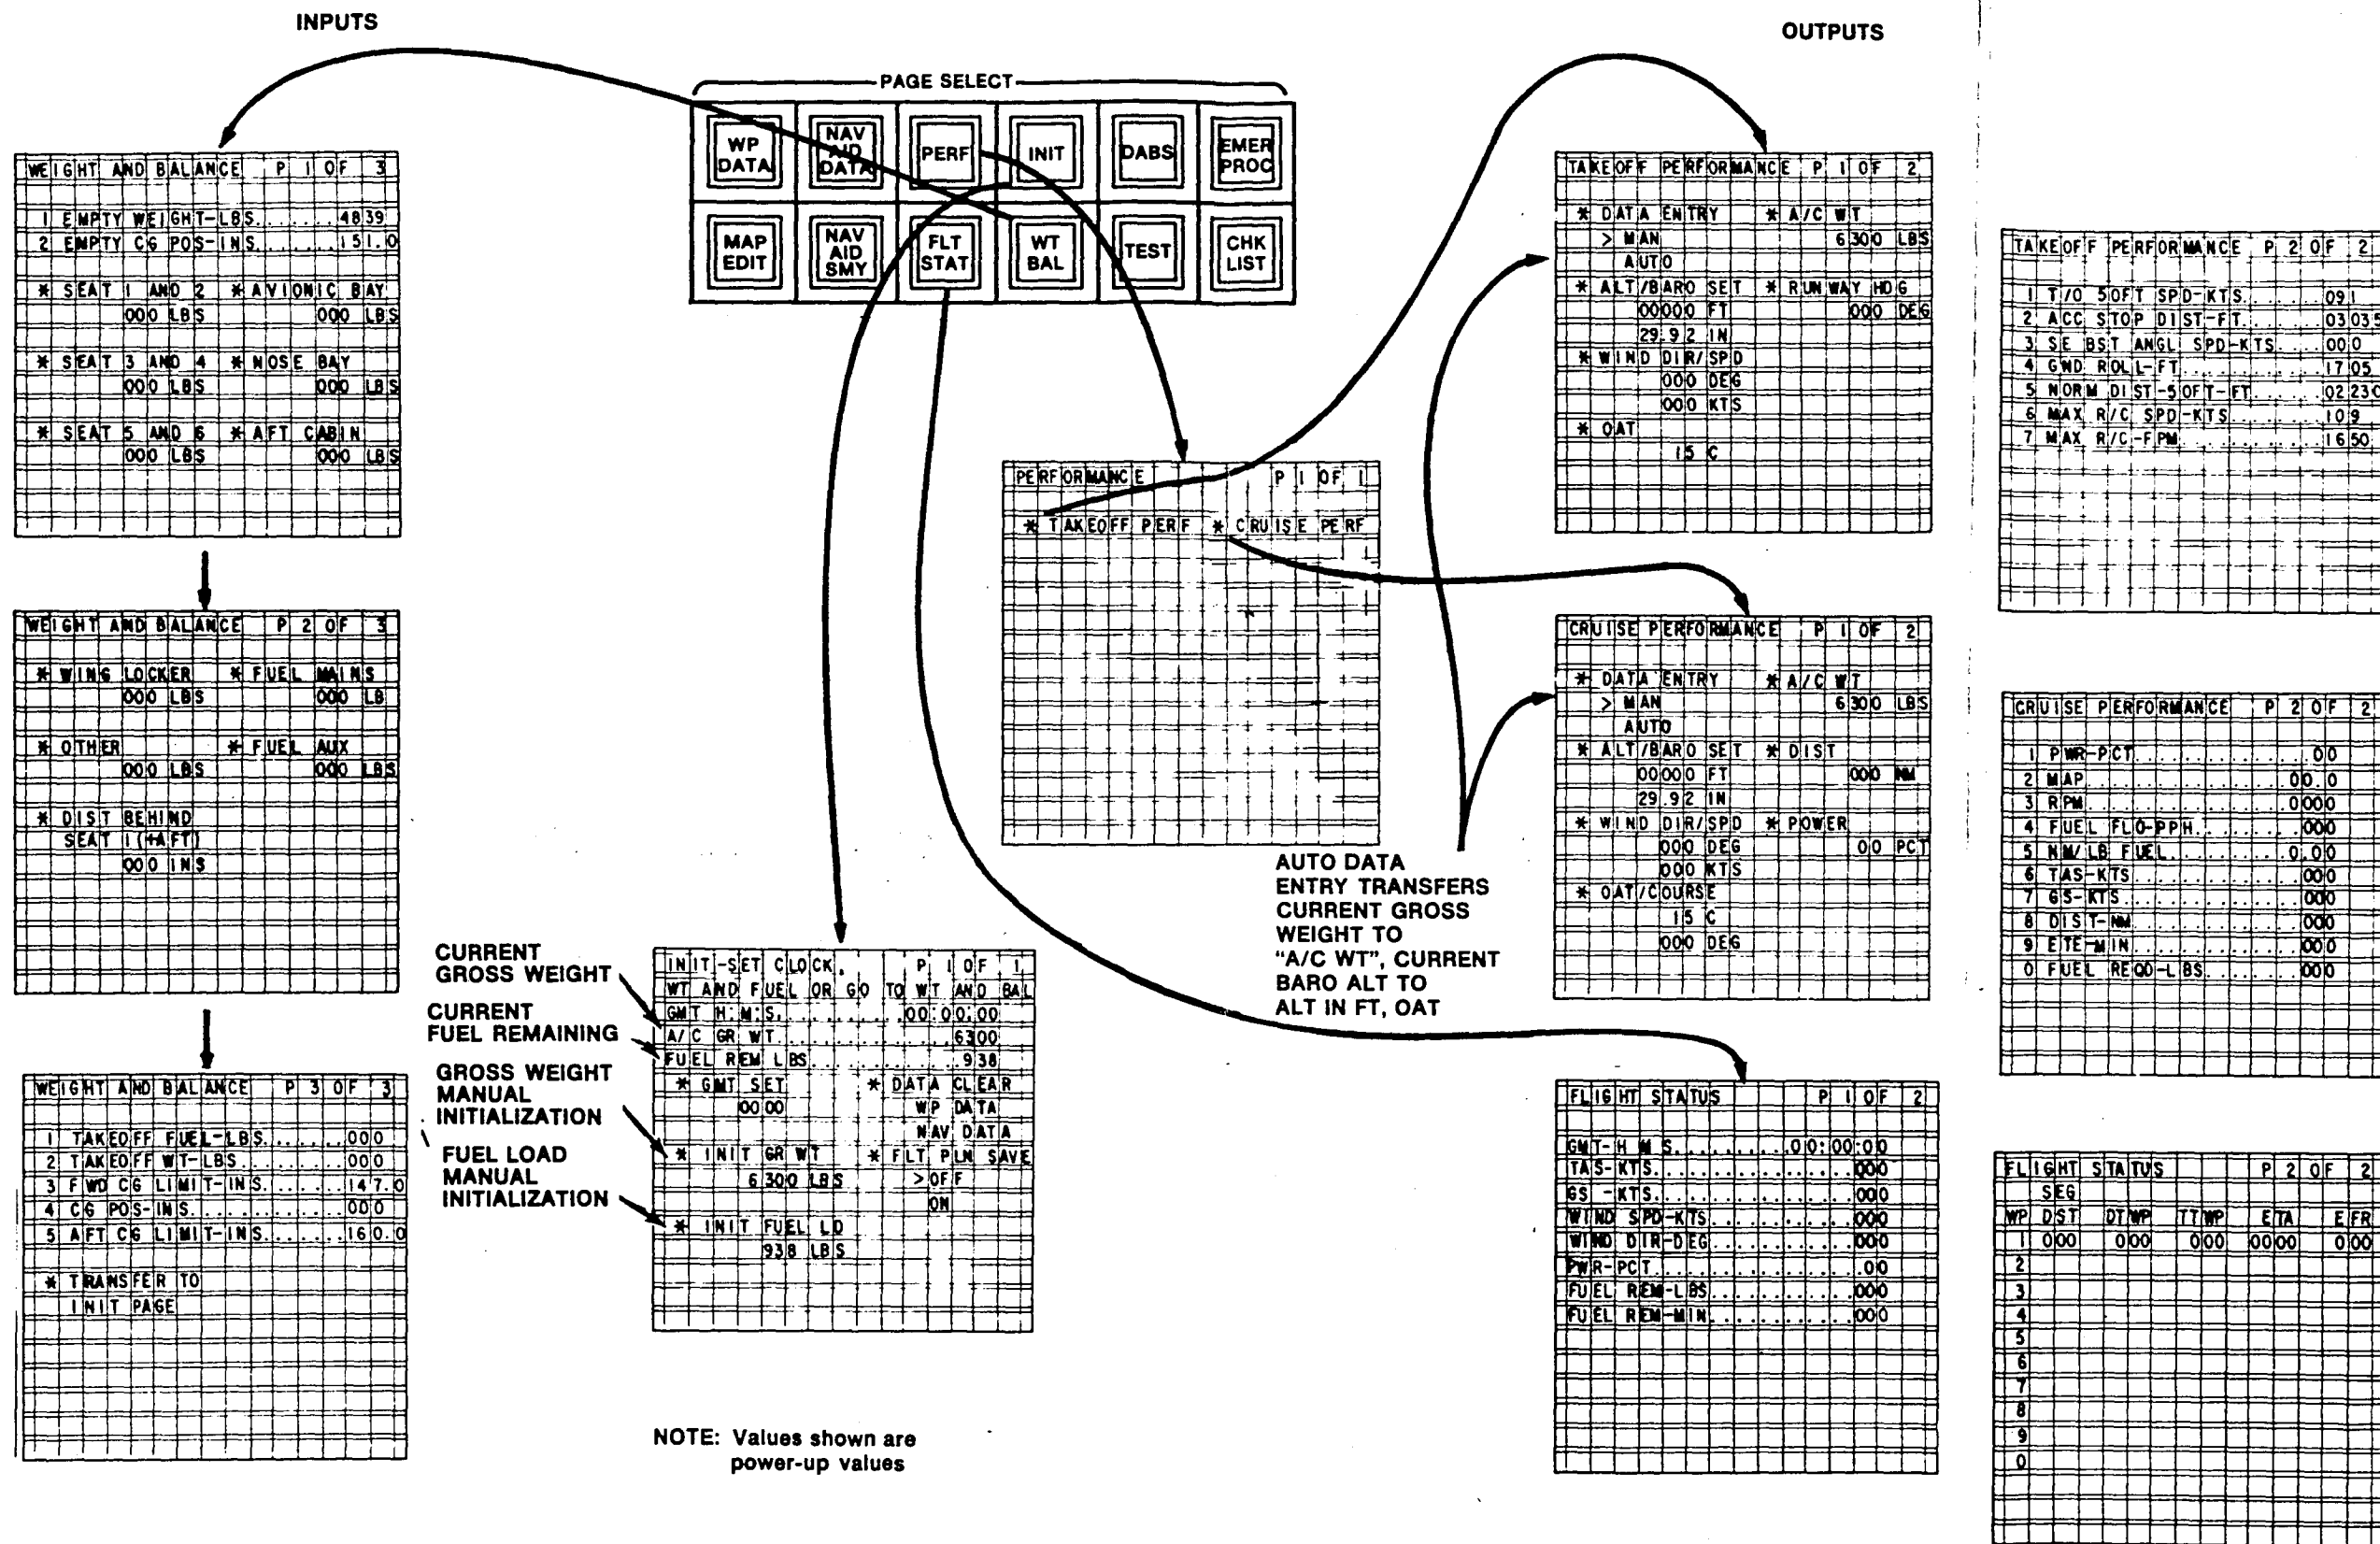 INPUTS
OUTPUTS
PAGE SELECT
WP DATA
NAV AID DATA
PERF
INIT
DABS
EMER PROC
MAP EDIT
NAV AID SMY
FLT STAT
WT BAL
TEST
CHK LIST
WEIGHT AND BALANCE P 1 OF 3
1 EMPTY WEIGHT-LBS.......4839
2 EMPTY CG POS-INS.......151.0
* SEAT 1 AND 2 * AVIONIC BAY
000 LBS 000 LBS
* SEAT 3 AND 4 * NOSE BAY
000 LBS 000 LBS
* SEAT 5 AND 6 * AFT CABIN
000 LBS 000 LBS
WEIGHT AND BALANCE P 2 OF 3
* WING LOCKER * FUEL MAINS
000 LBS 000 LB
* OTHER * FUEL AUX
000 LBS 000 LBS
* DIST BEHIND
SEAT 1 (+AFT)
000 INS
WEIGHT AND BALANCE P 3 OF 3
1 TAKEOFF FUEL-LBS.......000
2 TAKEOFF WT-LBS.........000
3 FWD CG LIMIT-INS.......147.0
4 CG POS-INS.............000
5 AFT CG LIMIT-INS.......160.0
* TRANSFER TO
INIT PAGE
CURRENT
GROSS WEIGHT
CURRENT
FUEL REMAINING
GROSS WEIGHT
MANUAL
INITIALIZATION
FUEL LOAD
MANUAL
INITIALIZATION
INIT-SET CLOCK, P 1 OF 1
WT AND FUEL OR GO TO WT AND BAL
GMT H:M:S...........00:00:00
A/C GR WT..............6300
FUEL REM LBS............938
* GMT SET * DATA CLEAR
0000 WP DATA
NAV DATA
* INIT GR WT * FLT PLN SAVE
6300 LBS >OFF
ON
* INIT FUEL LD
938 LBS
NOTE: Values shown are
power-up values
PERFORMANCE P 1 OF 1
* TAKEOFF PERF * CRUISE PERF
TAKEOFF PERFORMANCE P 1 OF 2
* DATA ENTRY * A/C WT
> MAN 6300 LBS
AUTO
* ALT/BARO SET * RUNWAY HDG
00000 FT 000 DEG
29.92 IN
* WIND DIR/SPD
000 DEG
000 KTS
* OAT
15 C
TAKEOFF PERFORMANCE P 2 OF 2
1 T/O 50FT SPD-KTS.......091
2 ACC STOP DIST-FT.......03035
3 SE BST ANGL SPD-KTS....000
4 GND ROLL-FT............1705
5 NORM DIST-50FT-FT......02230
6 MAX R/C SPD-KTS........109
7 MAX R/C-FPM............1650
CRUISE PERFORMANCE P 1 OF 2
* DATA ENTRY * A/C WT
> MAN 6300 LBS
AUTO
* ALT/BARO SET * DIST
00000 FT 000 NM
29.92 IN
* WIND DIR/SPD * POWER
000 DEG 00 PCT
000 KTS
* OAT/COURSE
15 C
000 DEG
AUTO DATA
ENTRY TRANSFERS
CURRENT GROSS
WEIGHT TO
"A/C WT", CURRENT
BARO ALT TO
ALT IN FT, OAT
CRUISE PERFORMANCE P 2 OF 2
1 PWR-PCT...............00
2 MAP..................00.0
3 RPM..................0000
4 FUEL FLO-PPH.........000
5 NM/LB FUEL...........0.00
6 TAS-KTS..............000
7 GS-KTS...............000
8 DIST-NM..............000
9 ETE-MIN..............000
0 FUEL REQD-LBS........000
FLIGHT STATUS P 1 OF 2
GMT-H M S..........00:00:00
TAS-KTS................000
GS -KTS................000
WIND SPD-KTS...........000
WIND DIR-DEG...........000
PWR-PCT.................00
FUEL REM-LBS...........000
FUEL REM-MIN...........000
FLIGHT STATUS P 2 OF 2
SEG
WP DST DTWP TTWP ETA EFR
1 000 000 000 0000 000
2
3
4
5
6
7
8
9
0